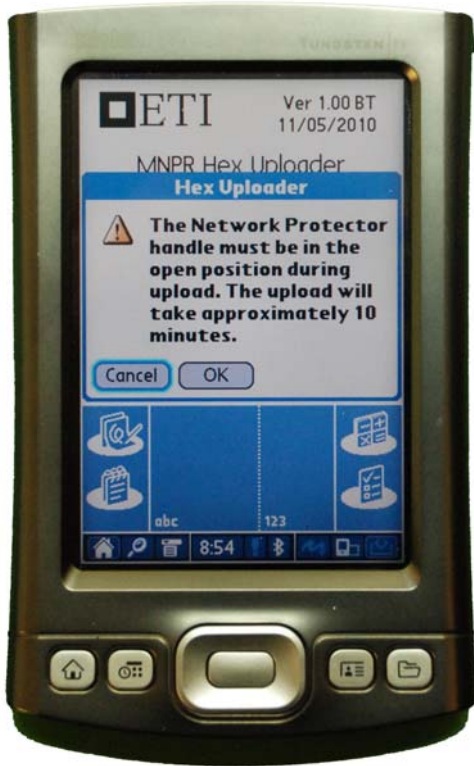 TUNGSTEN
ETI
Ver 1.00 BT
11/05/2010
MNPR Hex Uploader
Hex Uploader
The Network Protector
handle must be in the
open position during
upload. The upload will
take approximately 10
minutes.
Cancel OK
abc 123
8:54